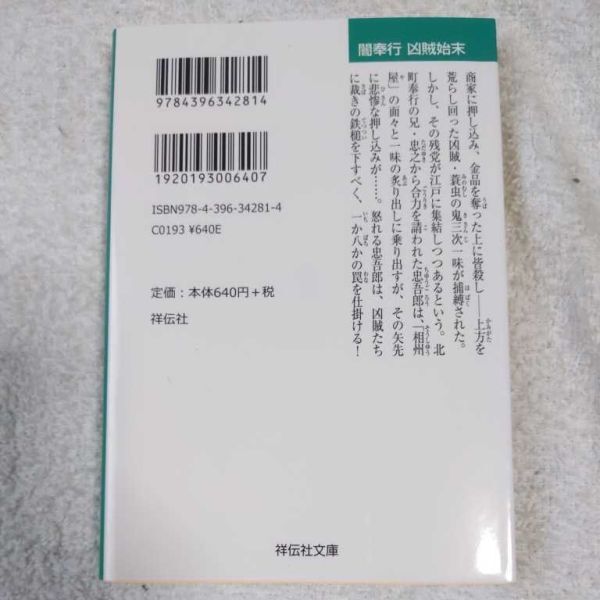 闇奉行 凶賊始末
商家に押し込み、金品を奪った上に皆殺し――上方を
荒らし回った凶賊・蓑虫の鬼三次一味が捕縛された。
しかし、その残党が江戸に集結しつつあるという。北
町奉行の兄・忠之から合力を請われた忠吾郎は、「相州
屋」の面々と一味の炙り出しに乗り出すが、その矢先
に悲惨な押し込みが……。怒れる忠吾郎は、凶賊たち
に裁きの鉄槌を下すべく、一か八かの罠を仕掛ける！
9784396342814
1920193006407
ISBN978-4-396-34281-4
C0193 ¥640E
定価：本体640円＋税
祥伝社
祥伝社文庫